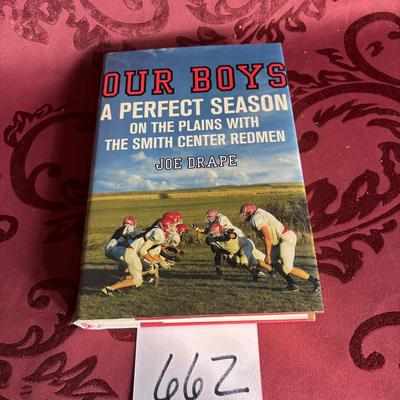 OUR BOYS
A PERFECT SEASON
ON THE PLAINS WITH
THE SMITH CENTER REDMEN
JOE DRAPE
662